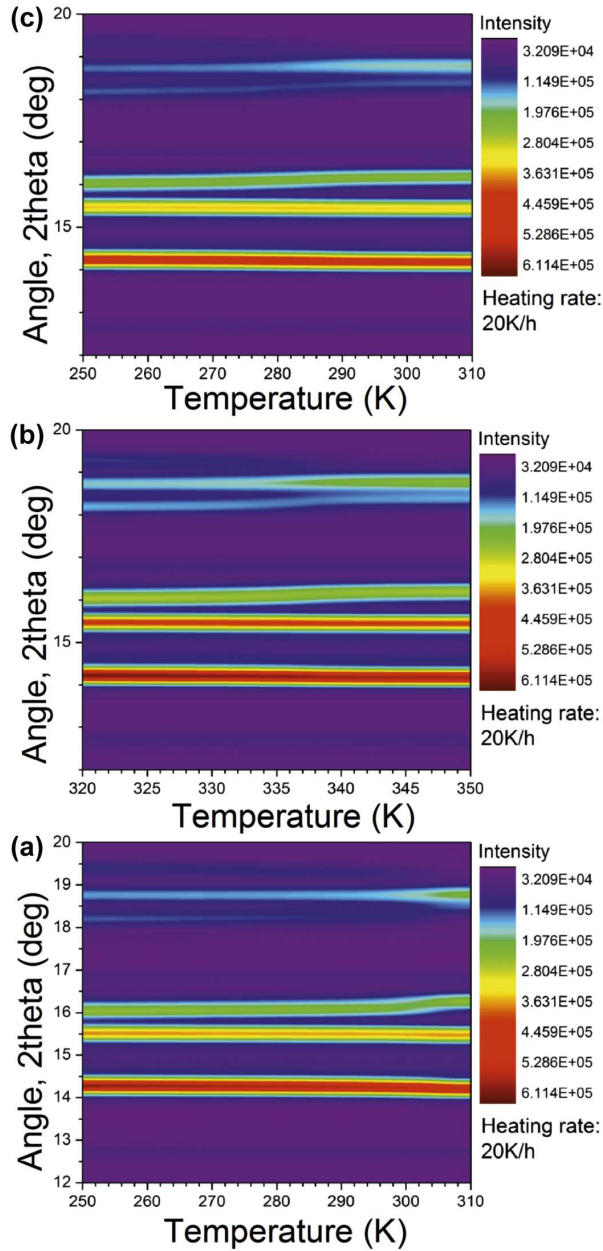 (c)
Intensity
20
3.209E+04
1.149E+05
1.976E+05
2.804E+05
3.631E+05
4.459E+05
5.286E+05
6.114E+05
15
Angle, 2theta (deg)
Heating rate:
20K/h
250 260 270 280 290 300 310
Temperature (K)
(b)
Intensity
20
3.209E+04
1.149E+05
1.976E+05
2.804E+05
3.631E+05
4.459E+05
5.286E+05
6.114E+05
15
Angle, 2theta (deg)
Heating rate:
20K/h
320 325 330 335 340 345 350
Temperature (K)
(a)
Intensity
20
19
18
17
16
15
14
13
12
3.209E+04
1.149E+05
1.976E+05
2.804E+05
3.631E+05
4.459E+05
5.286E+05
6.114E+05
Angle, 2theta (deg)
Heating rate:
20K/h
250 260 270 280 290 300 310
Temperature (K)